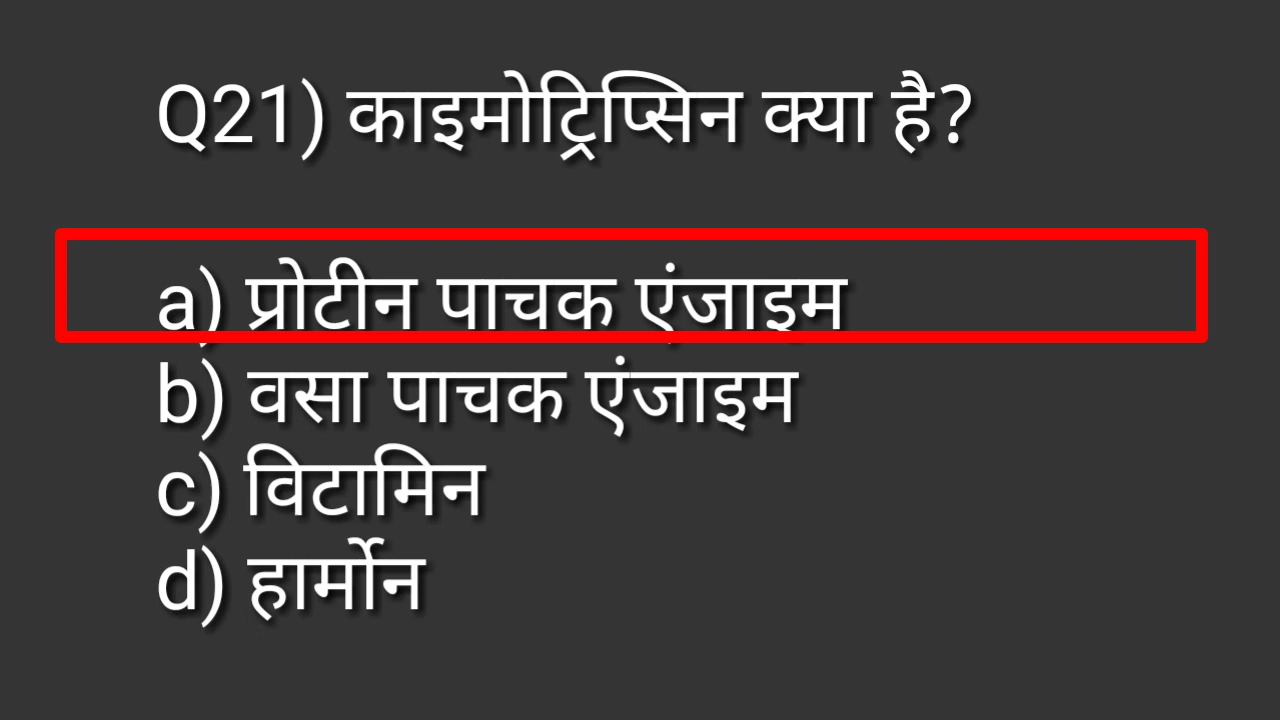 Q21) काइमोट्रिप्सिन क्या है?
a) प्रोटीन पाचक एंजाइम
b) वसा पाचक एंजाइम
c) विटामिन
d) हार्मोन